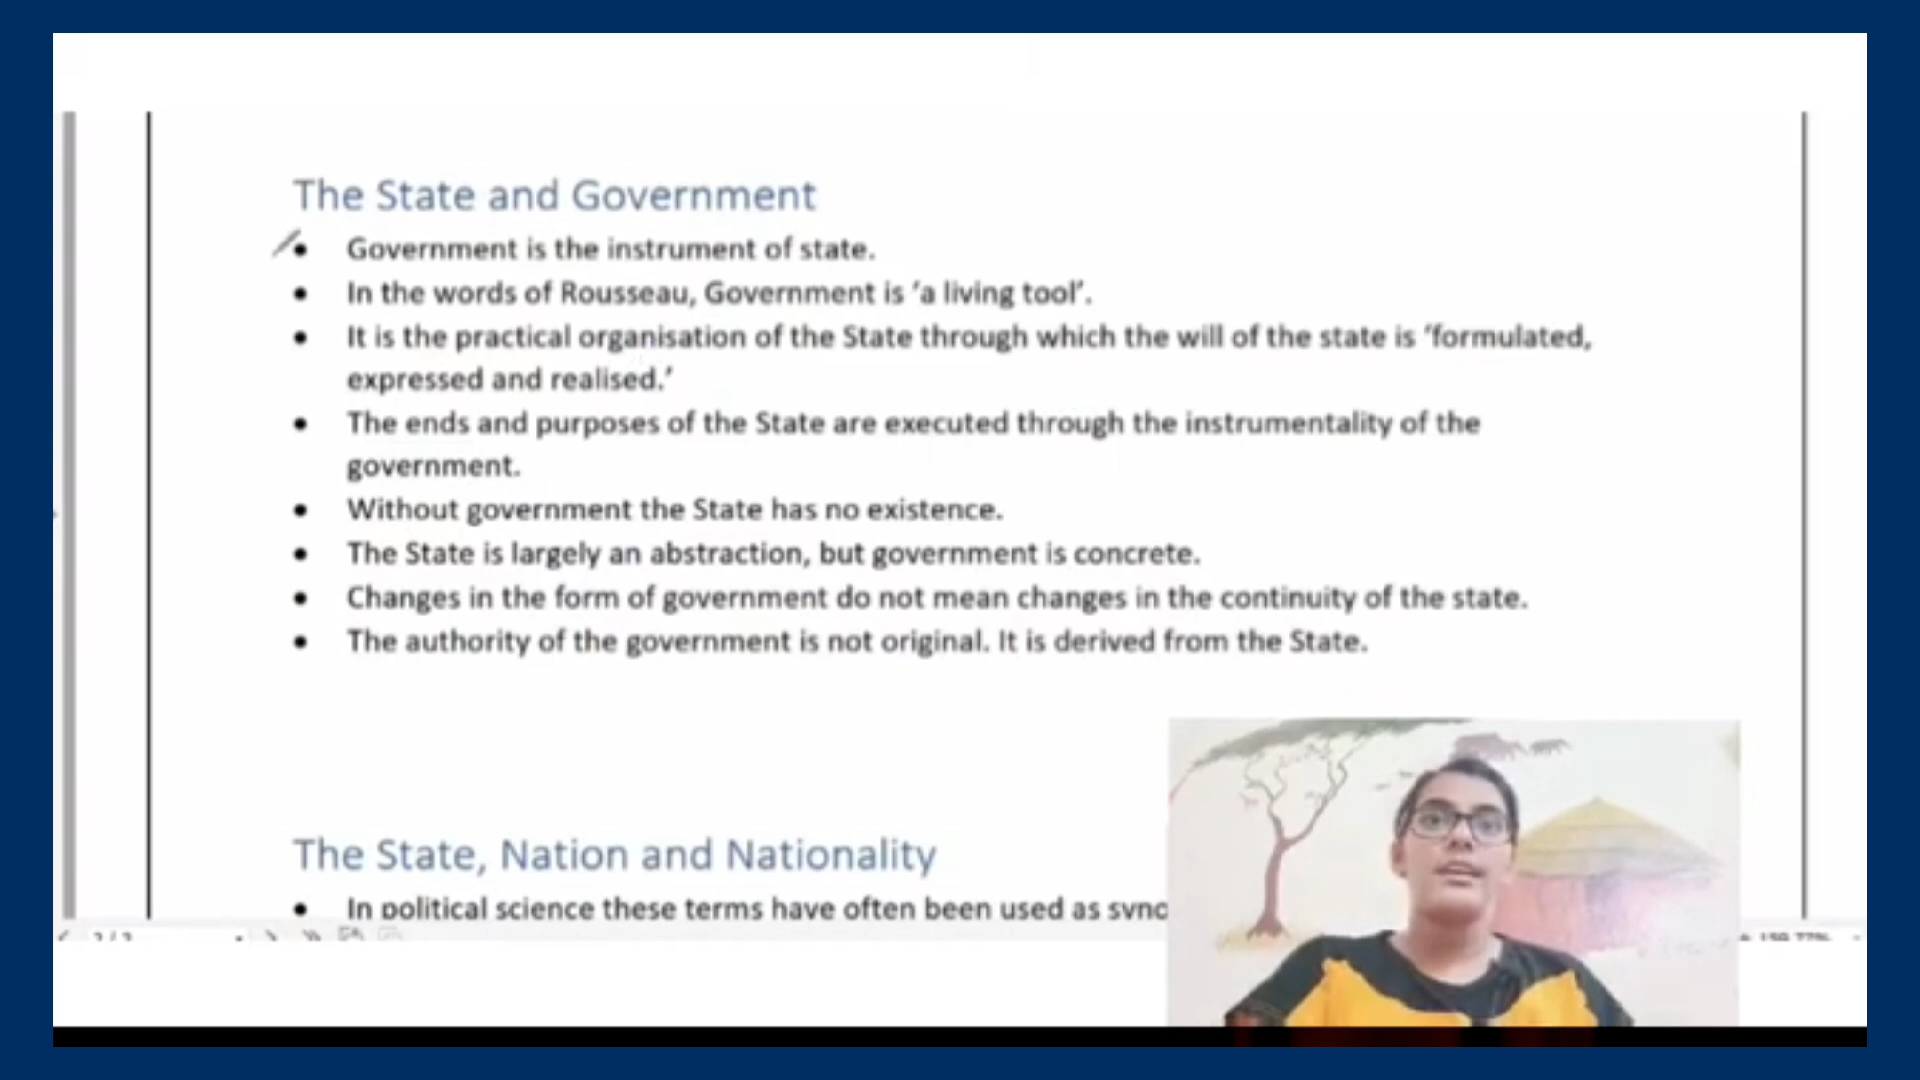 The State and Government
• Government is the instrument of state.
• In the words of Rousseau, Government is ‘a living tool’.
• It is the practical organisation of the State through which the will of the state is ‘formulated,
expressed and realised.’
• The ends and purposes of the State are executed through the instrumentality of the
government.
• Without government the State has no existence.
• The State is largely an abstraction, but government is concrete.
• Changes in the form of government do not mean changes in the continuity of the state.
• The authority of the government is not original. It is derived from the State.
The State, Nation and Nationality
• In political science these terms have often been used as